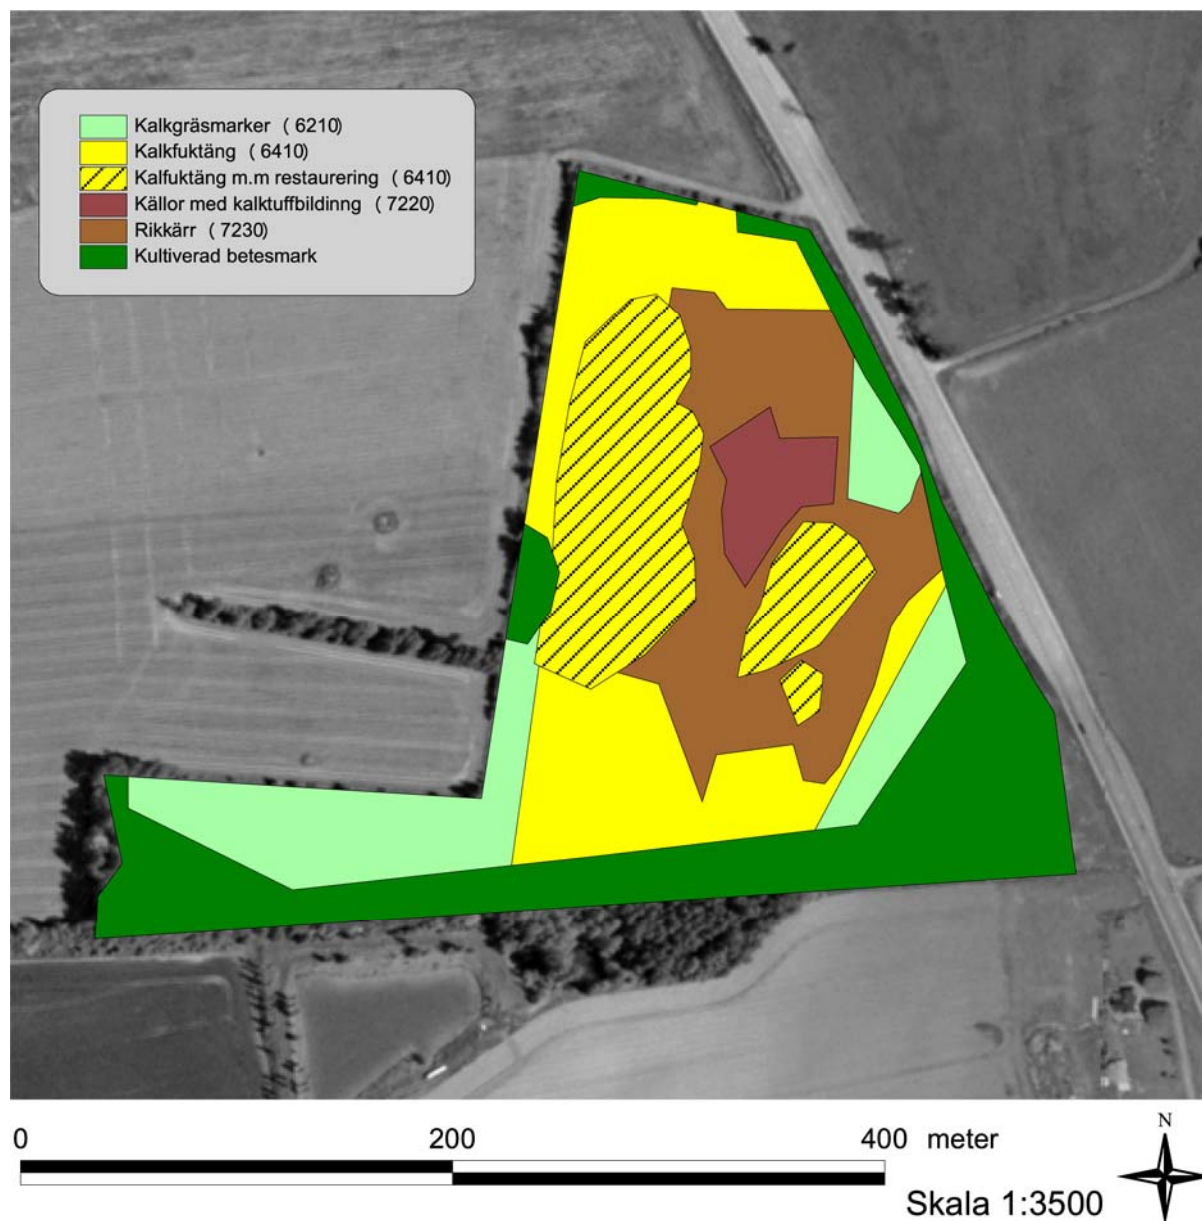 Kalkgräsmarker ( 6210)
Kalkfuktäng ( 6410)
Kalfuktäng m.m restaurering ( 6410)
Källor med kalktuffbildinng ( 7220)
Rikkärr ( 7230)
Kultiverad betesmark
0 200 400 meter
N
Skala 1:3500